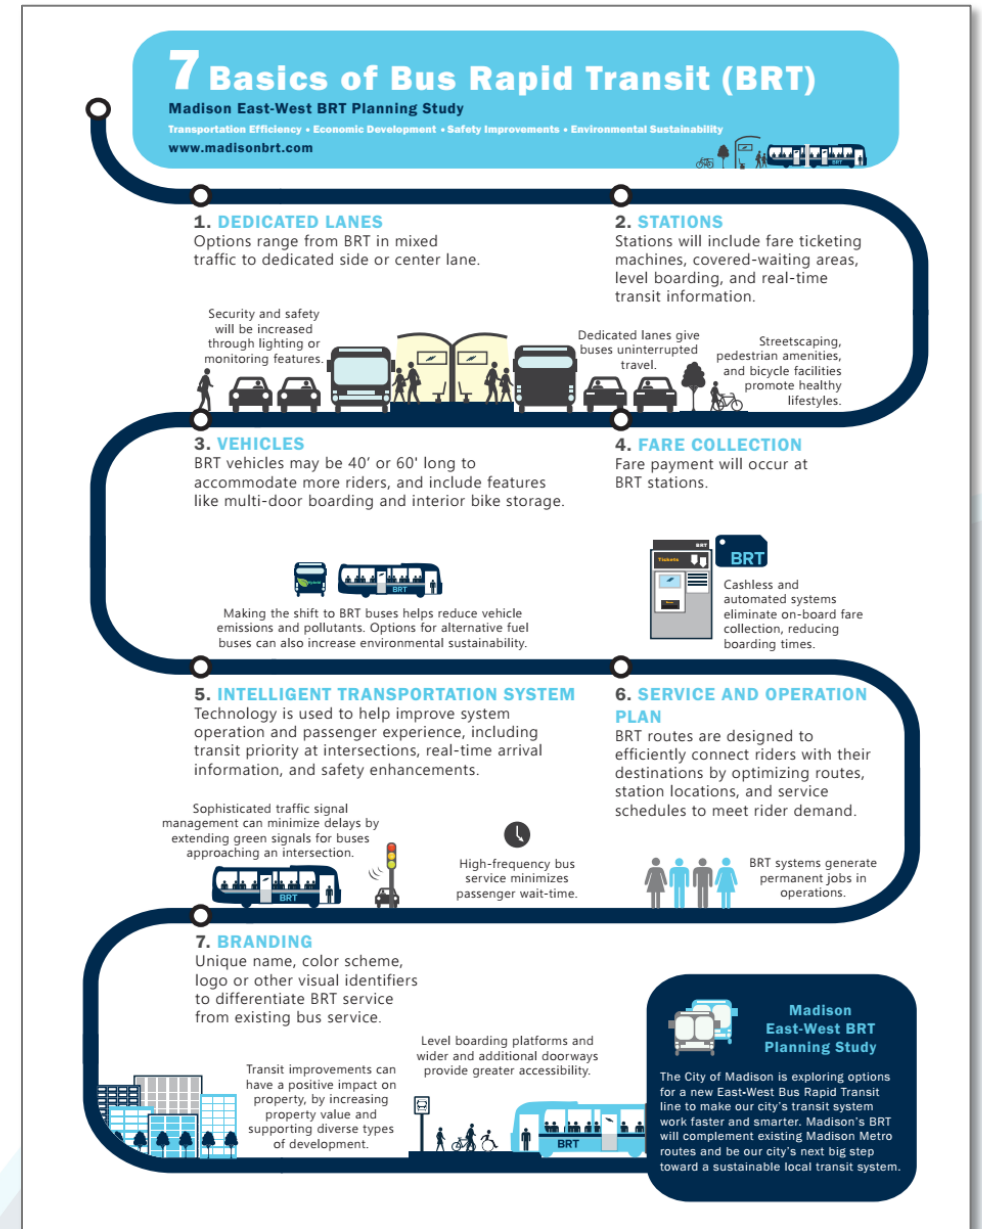 7 Basics of Bus Rapid Transit (BRT)
Madison East-West BRT Planning Study
Transportation Efficiency • Economic Development • Safety Improvements • Environmental Sustainability
www.madisonbrt.com
1. DEDICATED LANES
Options range from BRT in mixed
traffic to dedicated side or center lane.
2. STATIONS
Stations will include fare ticketing
machines, covered-waiting areas,
level boarding, and real-time
transit information.
Security and safety
will be increased
through lighting or
monitoring features.
Dedicated lanes give
buses uninterrupted
travel.
Streetscaping,
pedestrian amenities,
and bicycle facilities
promote healthy
lifestyles.
3. VEHICLES
BRT vehicles may be 40' or 60' long to
accommodate more riders, and include features
like multi-door boarding and interior bike storage.
4. FARE COLLECTION
Fare payment will occur at
BRT stations.
BRT
Making the shift to BRT buses helps reduce vehicle
emissions and pollutants. Options for alternative fuel
buses can also increase environmental sustainability.
BRT
Tickets
BRT
Cashless and
automated systems
eliminate on-board fare
collection, reducing
boarding times.
5. INTELLIGENT TRANSPORTATION SYSTEM
Technology is used to help improve system
operation and passenger experience, including
transit priority at intersections, real-time arrival
information, and safety enhancements.
6. SERVICE AND OPERATION
PLAN
BRT routes are designed to
efficiently connect riders with their
destinations by optimizing routes,
station locations, and service
schedules to meet rider demand.
Sophisticated traffic signal
management can minimize delays by
extending green signals for buses
approaching an intersection.
BRT
High-frequency bus
service minimizes
passenger wait-time.
BRT systems generate
permanent jobs in
operations.
7. BRANDING
Unique name, color scheme,
logo or other visual identifiers
to differentiate BRT service
from existing bus service.
Transit improvements can
have a positive impact on
property, by increasing
property value and
supporting diverse types
of development.
Level boarding platforms and
wider and additional doorways
provide greater accessibility.
BRT
Madison
East-West BRT
Planning Study
The City of Madison is exploring options
for a new East-West Bus Rapid Transit
line to make our city's transit system
work faster and smarter. Madison's BRT
will complement existing Madison Metro
routes and be our city's next big step
toward a sustainable local transit system.